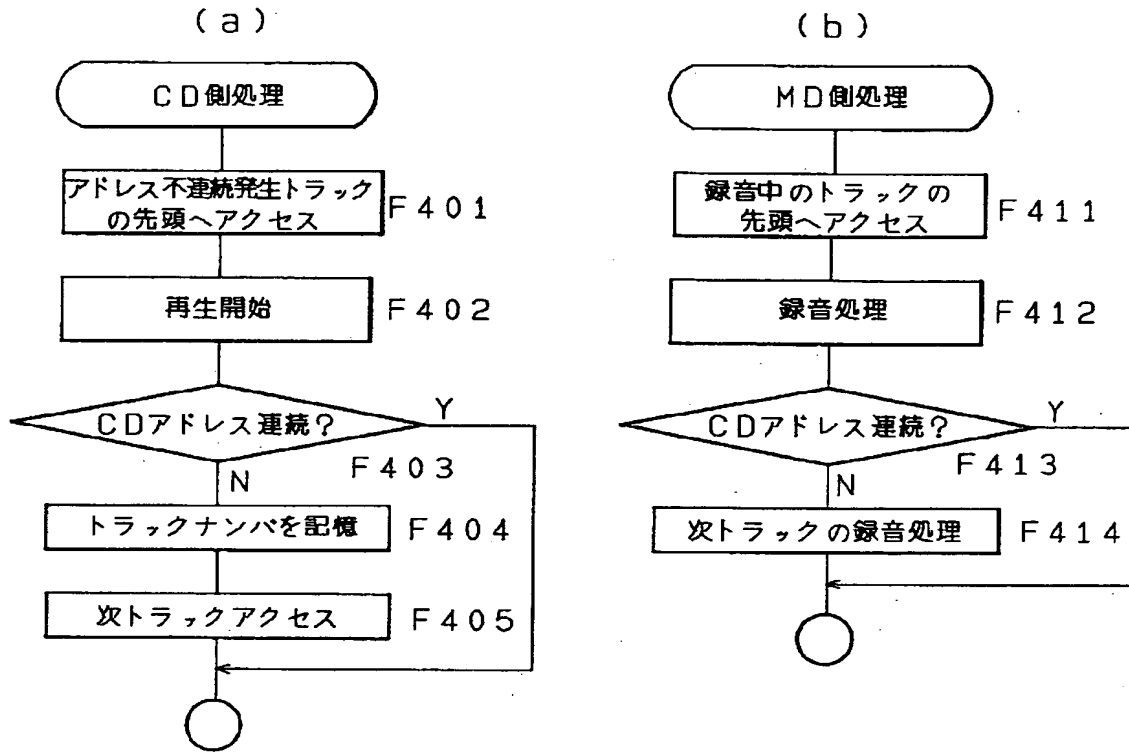 (a)
CD側処理
アドレス不連続発生トラック
の先頭へアクセス
F401
再生開始
F402
CDアドレス連続?
Y
F403
N
トラックナンバを記憶
F404
次トラックアクセス
F405
(b)
MD側処理
録音中のトラックの
先頭へアクセス
F411
録音処理
F412
CDアドレス連続?
Y
F413
N
次トラックの録音処理
F414